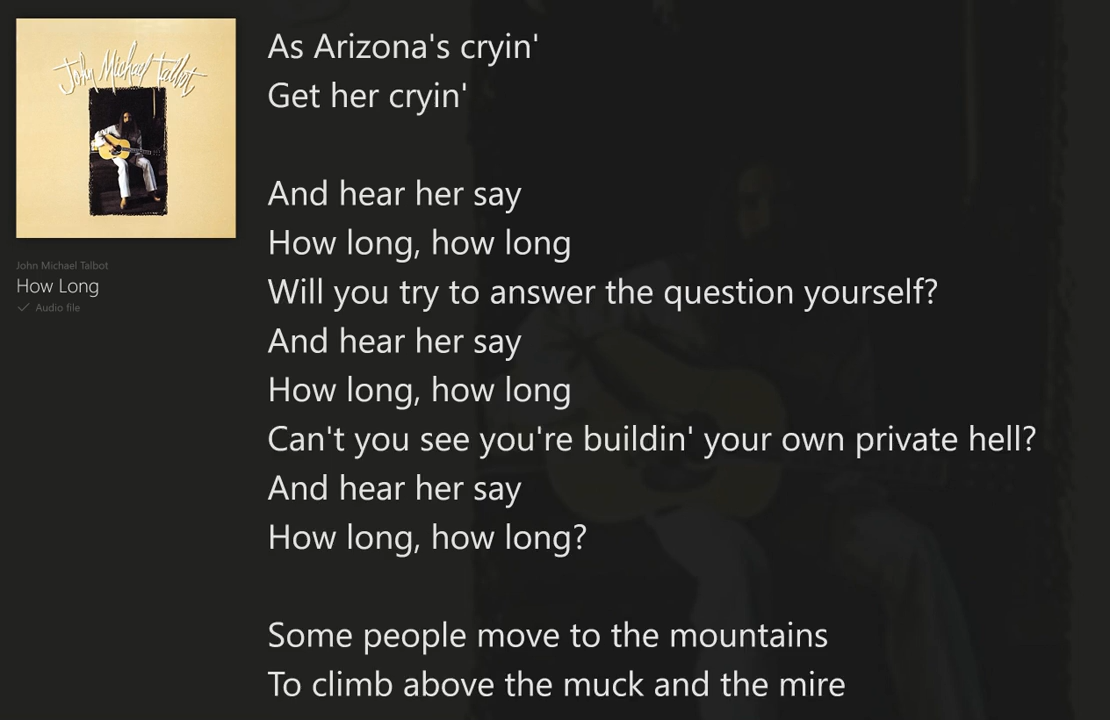 John Michael Talbot
John Michael Talbot
How Long
Audio file
As Arizona's cryin'
Get her cryin'
And hear her say
How long, how long
Will you try to answer the question yourself?
And hear her say
How long, how long
Can't you see you're buildin' your own private hell?
And hear her say
How long, how long?
Some people move to the mountains
To climb above the muck and the mire